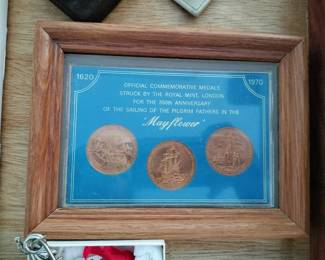 1620
1970
OFFICIAL COMMEMORATIVE MEDALS
STRUCK BY THE ROYAL MINT, LONDON
FOR THE 350th ANNIVERSARY
OF THE SAILING OF THE PILGRIM FATHERS IN THE
'Mayflower'